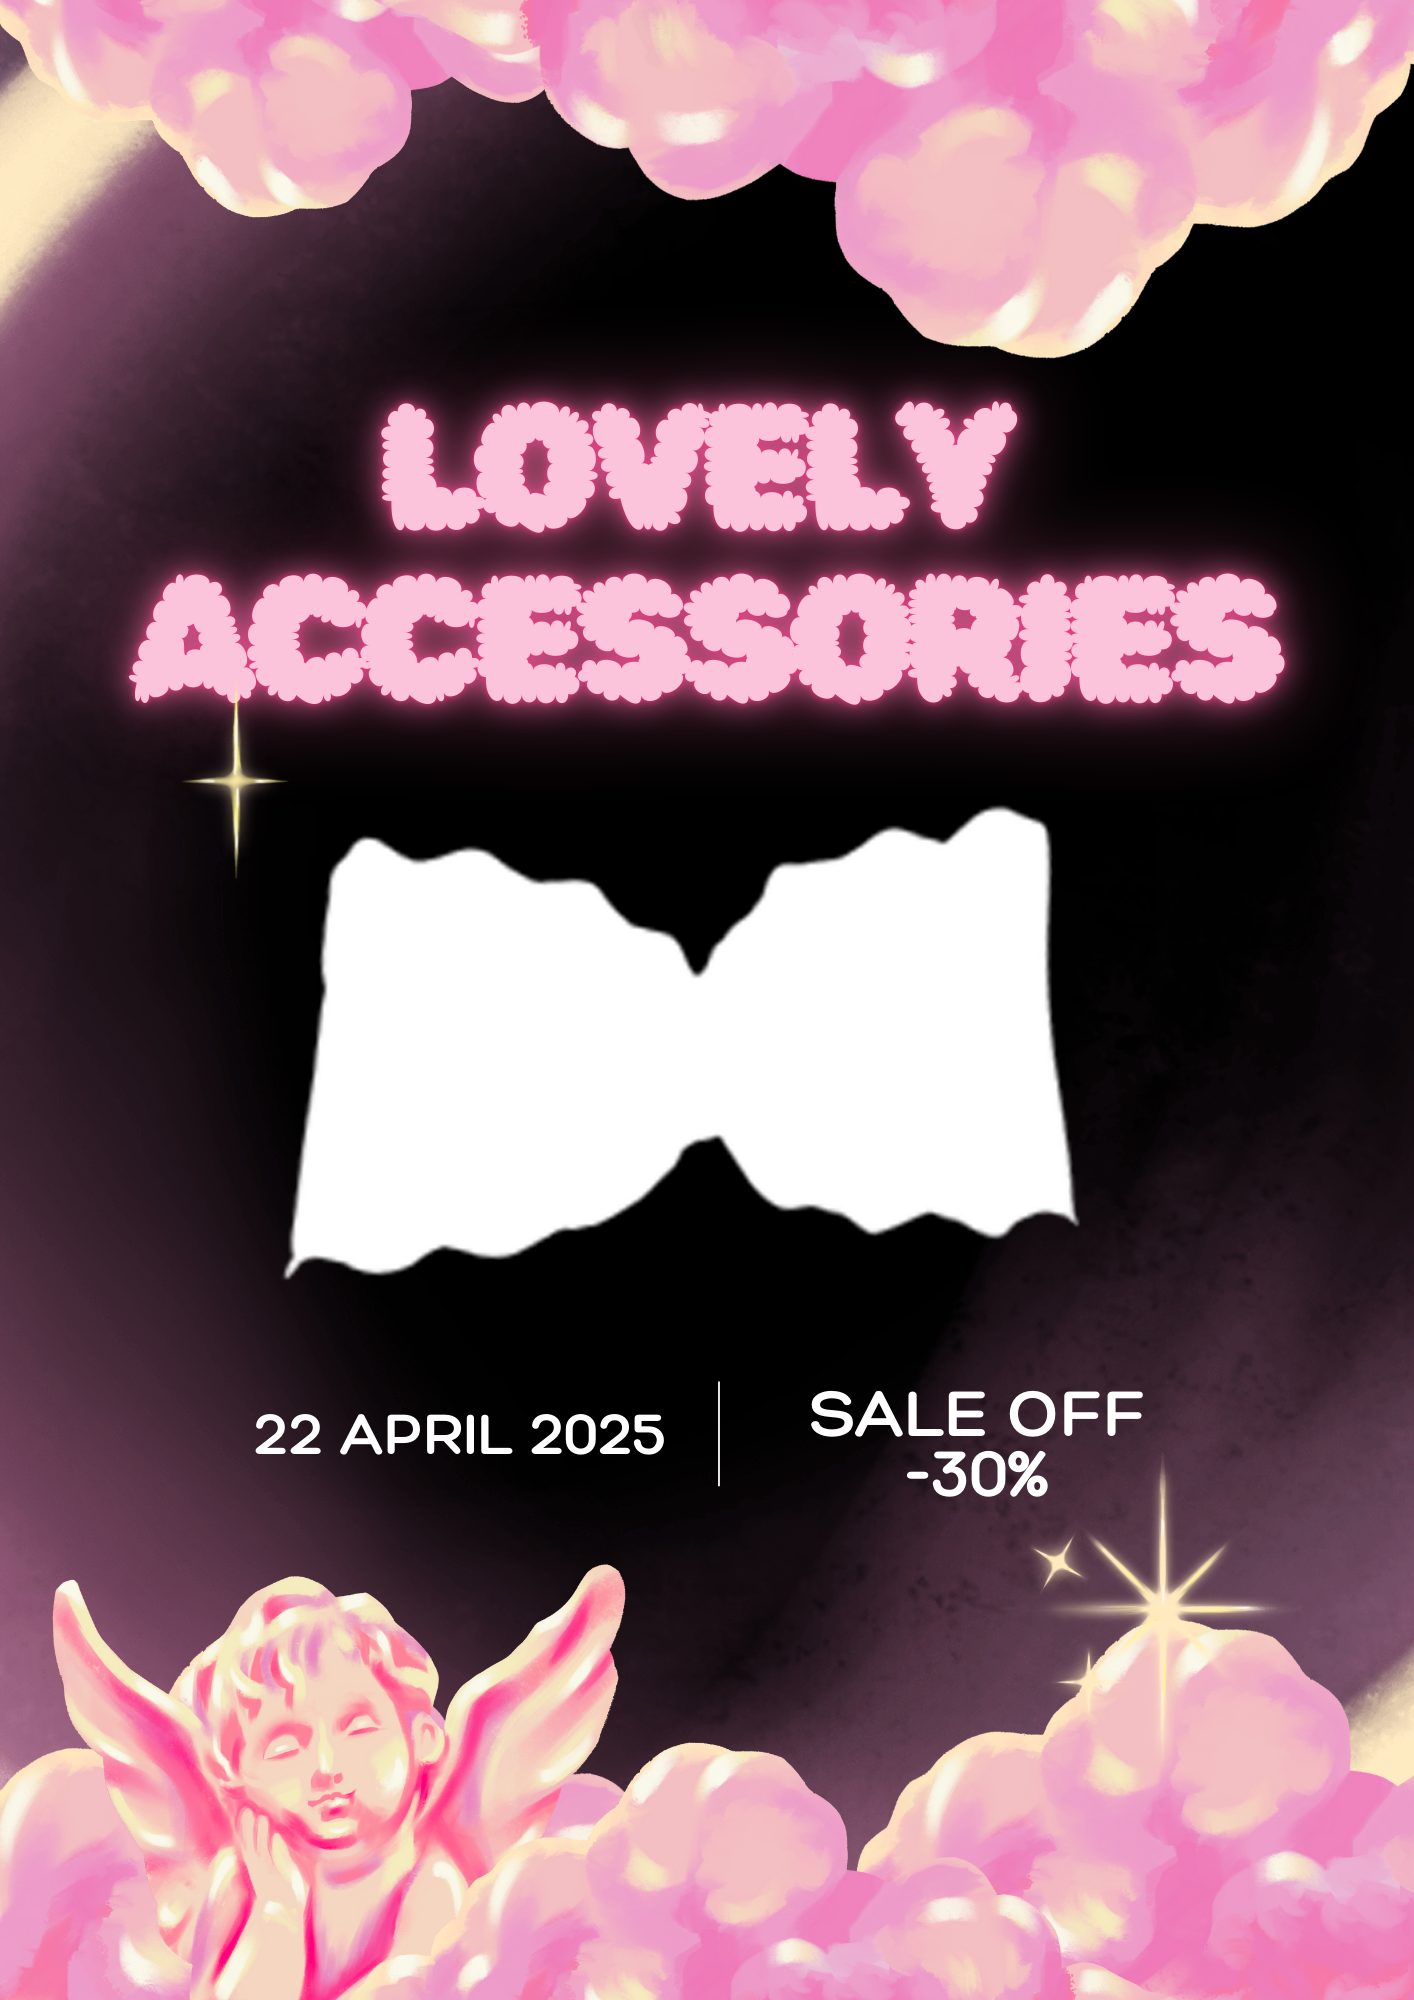 LOVELY
ACCESSORIES
22 APRIL 2025
SALE OFF
-30%